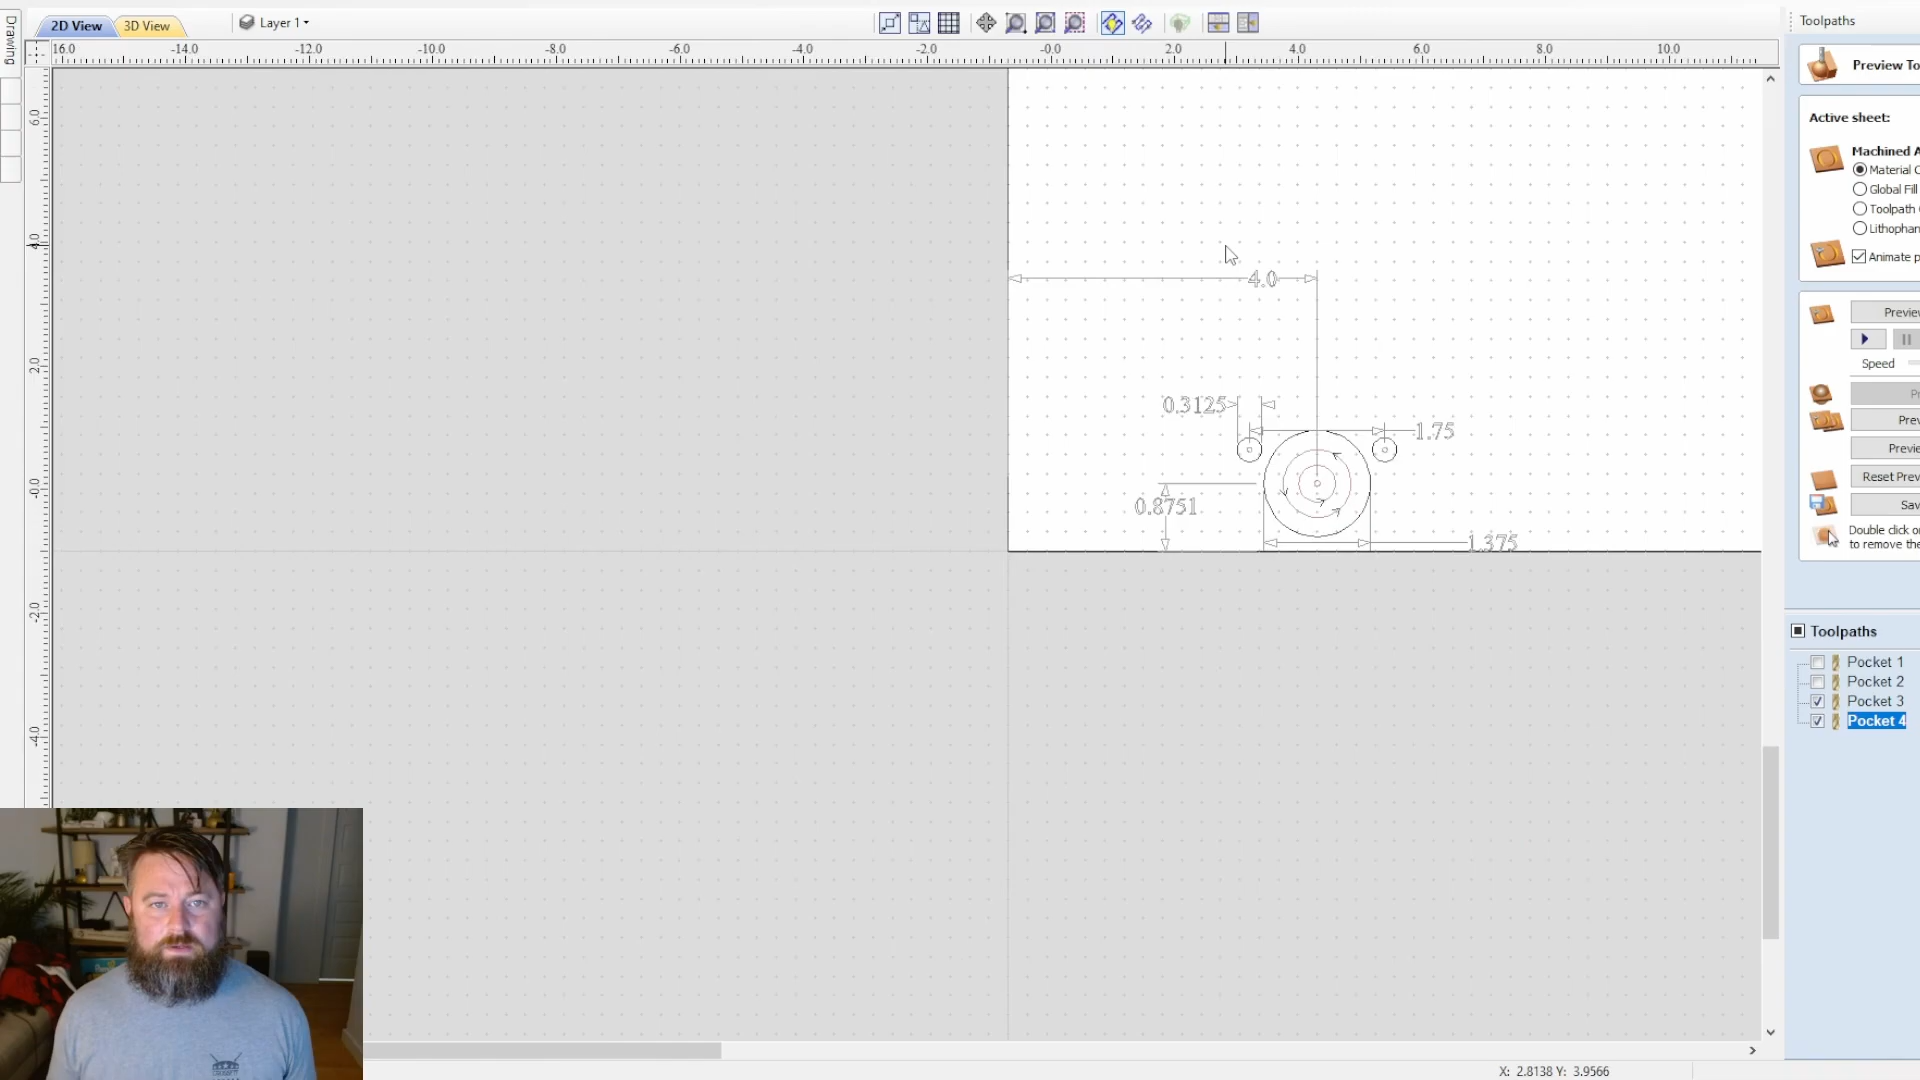 Drawing
2D View
3D View
Layer 1
16.0 -14.0 -12.0 -10.0 -8.0 -6.0 -4.0 -2.0 -0.0 2.0 4.0 6.0 8.0 10.0
6.0
4.0
2.0
-0.0
-2.0
-4.0
4.0
0.3125
1.75
0.8751
1.375
Toolpaths
Preview To
Active sheet:
Machined A
Material C
Global Fill
Toolpath
Lithophan
Animate p
Preview
Speed
Pr
Prev
Previe
Reset Prev
Sav
Double click o
to remove the
Toolpaths
Pocket 1
Pocket 2
Pocket 3
Pocket 4
X: 2.8138 Y: 3.9566